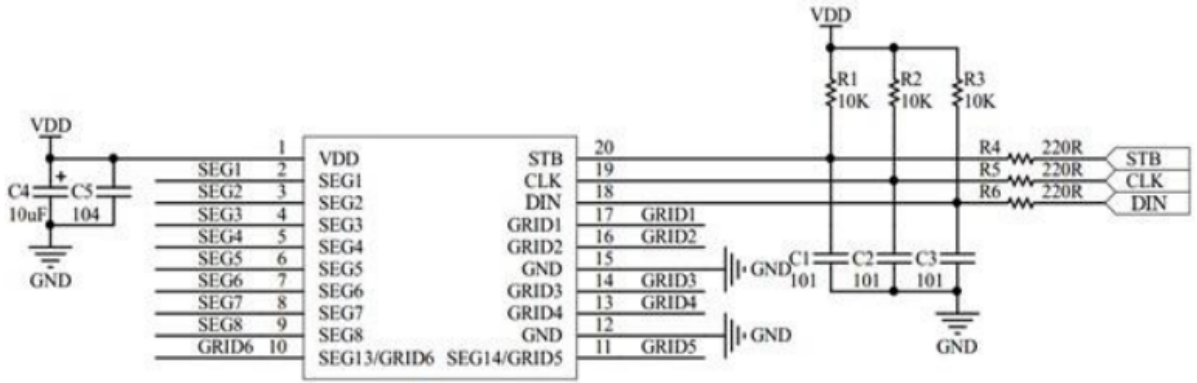 VDD
R1
R2
R3
10K
10K
10K
VDD
1
VDD
STB
20
R4
220R
STB
SEG1
2
SEG1
CLK
19
R5
220R
CLK
C4
+
C5
SEG2
3
SEG2
DIN
18
R6
220R
DIN
10uF
104
SEG3
4
SEG3
GRID1
17
GRID1
SEG4
5
SEG4
GRID2
16
GRID2
SEG5
6
SEG5
GND
15
GND
C1
C2
C3
GND
SEG6
7
SEG6
GRID3
14
GRID3
101
101
101
SEG7
8
SEG7
GRID4
13
GRID4
SEG8
9
SEG8
GND
12
GND
GRID6
10
SEG13/GRID6
SEG14/GRID5
11
GRID5
GND